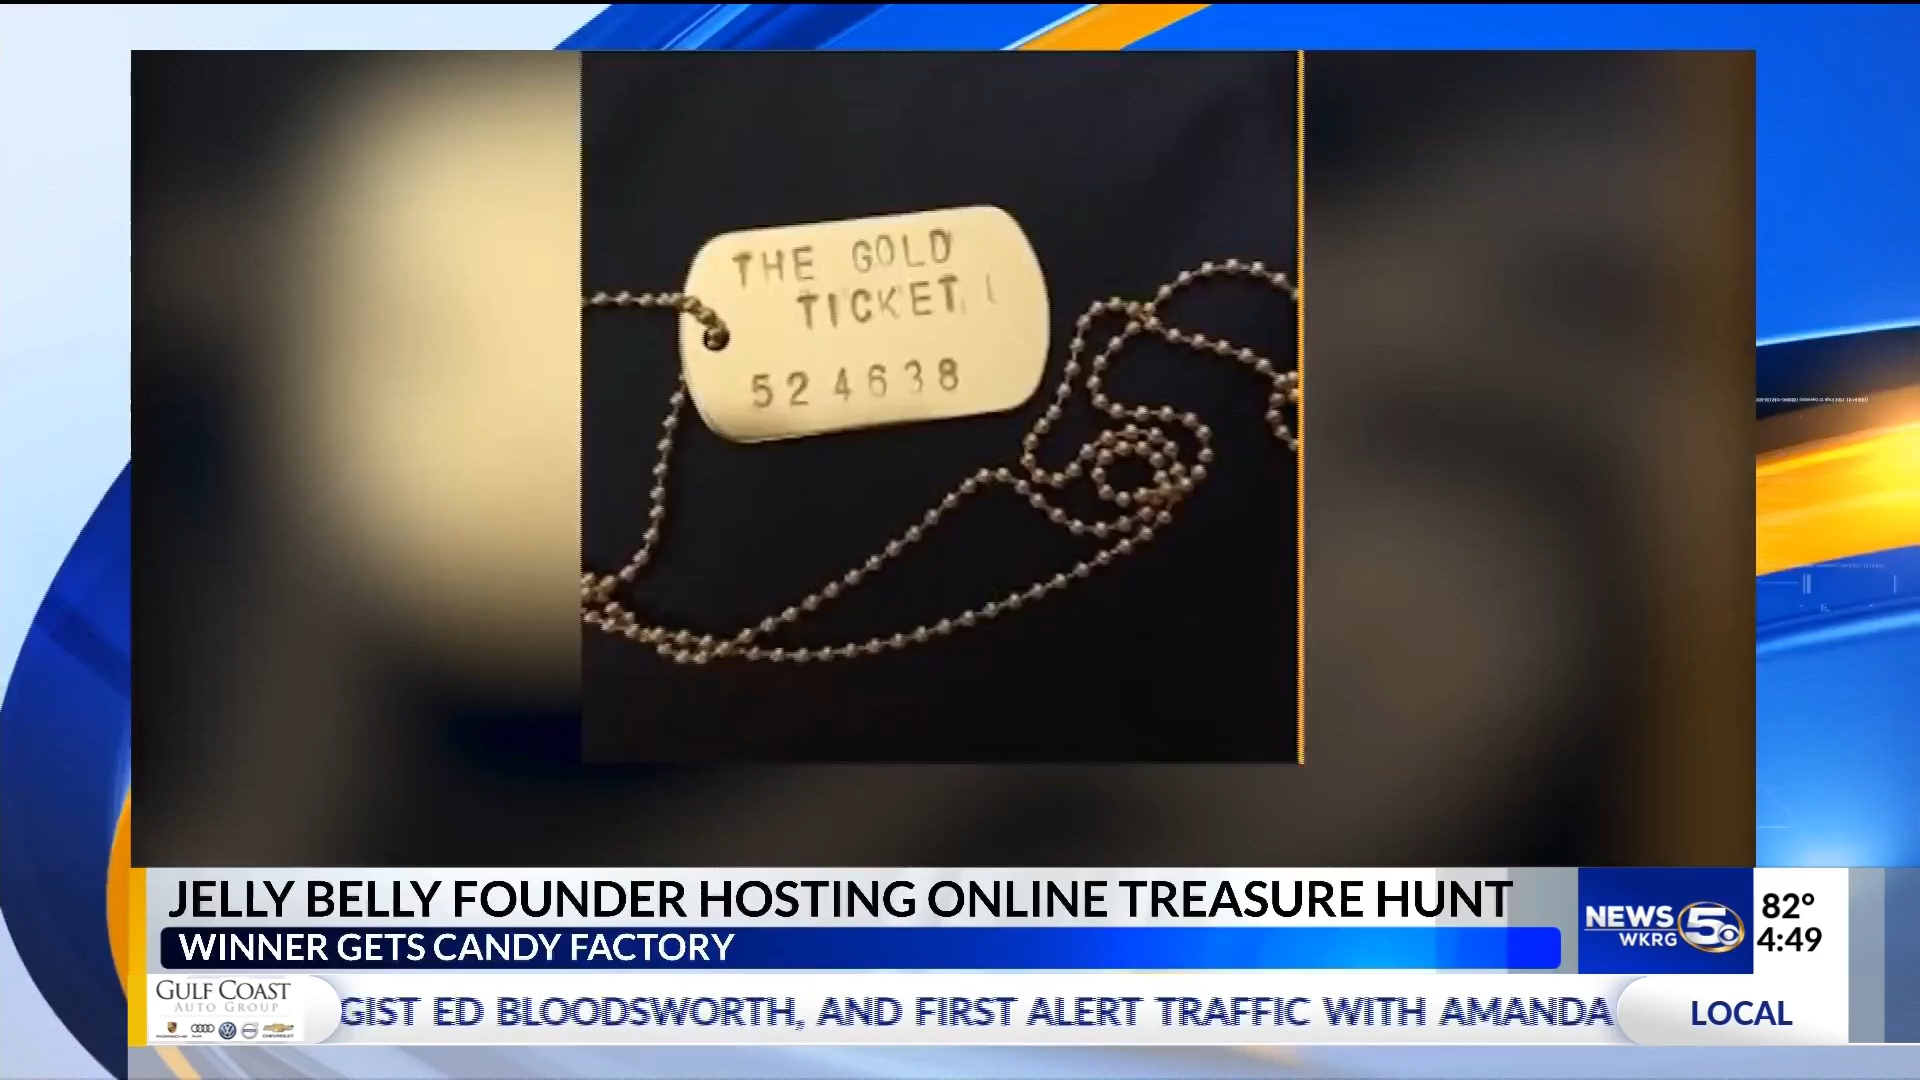 THE GOLD
TICKET
524638
JELLY BELLY FOUNDER HOSTING ONLINE TREASURE HUNT
WINNER GETS CANDY FACTORY
NEWS 5
WKRG
82°
4:49
GULF COAST
AUTO GROUP
GIST ED BLOODSWORTH, AND FIRST ALERT TRAFFIC WITH AMANDA
LOCAL